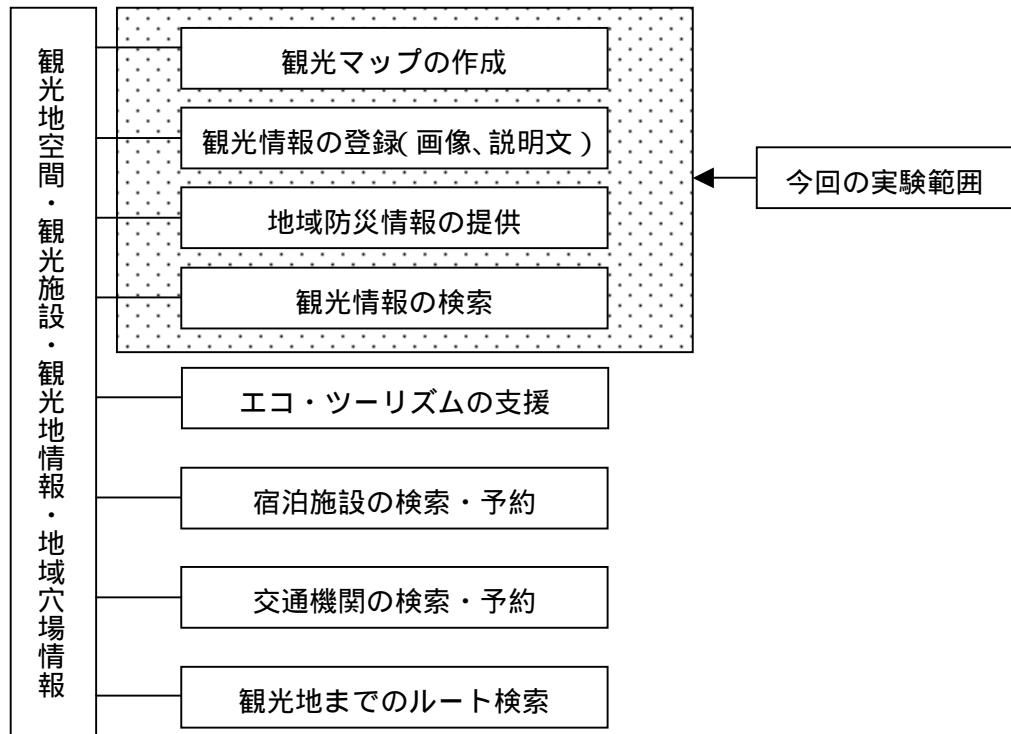 観光地空間・観光施設・観光地情報・地域穴場情報
観光マップの作成
観光情報の登録（画像、説明文）
地域防災情報の提供
観光情報の検索
今回の実験範囲
エコ・ツーリズムの支援
宿泊施設の検索・予約
交通機関の検索・予約
観光地までのルート検索